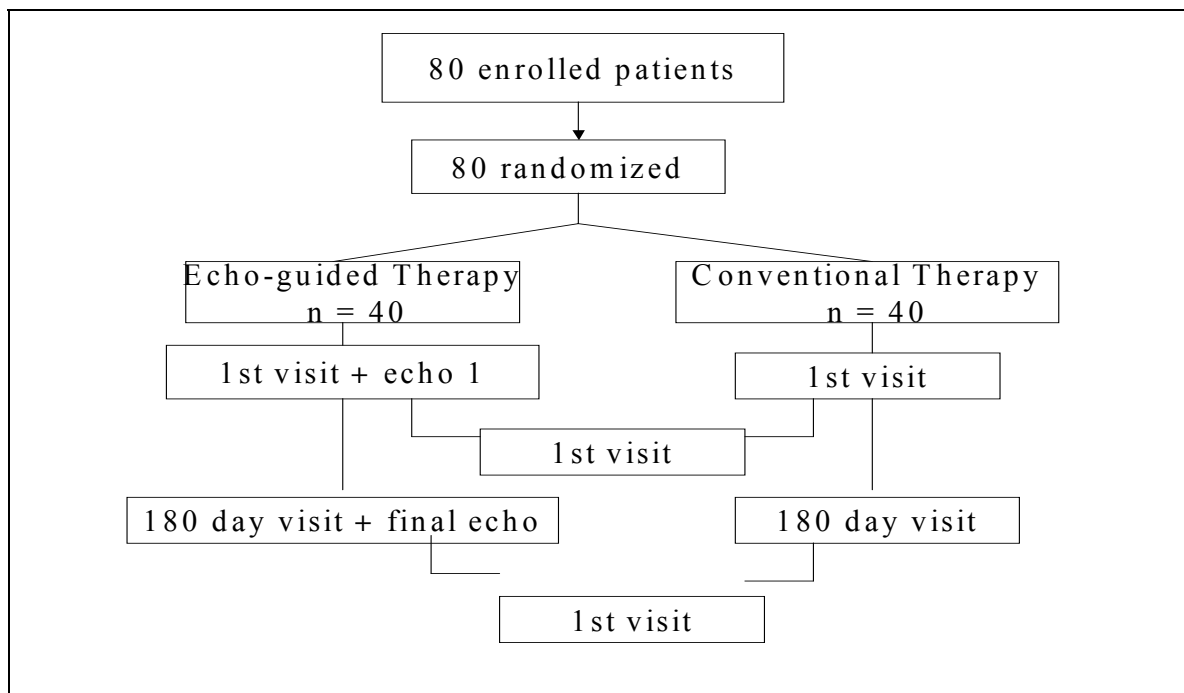 80 enrolled patients
80 randomized
Echo-guided Therapy
n = 40
Conventional Therapy
n = 40
1st visit + echo 1
1st visit
1st visit
180 day visit + final echo
180 day visit
1st visit